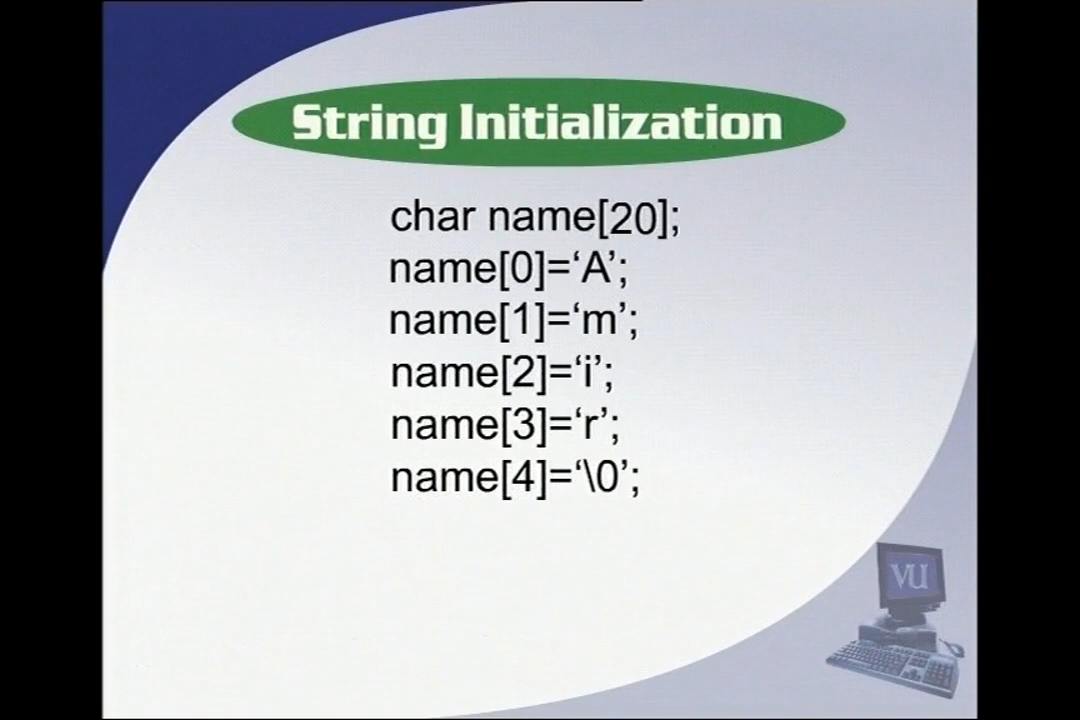 String Initialization
char name[20];
name[0]=‘A’;
name[1]=‘m’;
name[2]=‘i’;
name[3]=‘r’;
name[4]=‘\0’;
VU